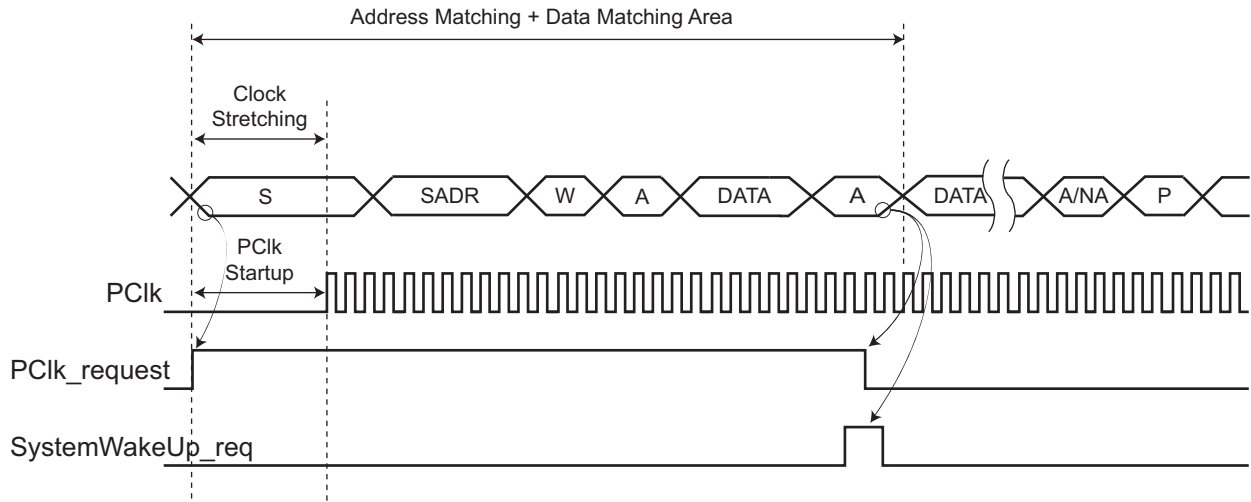 Address Matching + Data Matching Area
Clock
Stretching
S SADR W A DATA A DATA A/NA P
PClk
Startup
PClk
PClk_request
SystemWakeUp_req